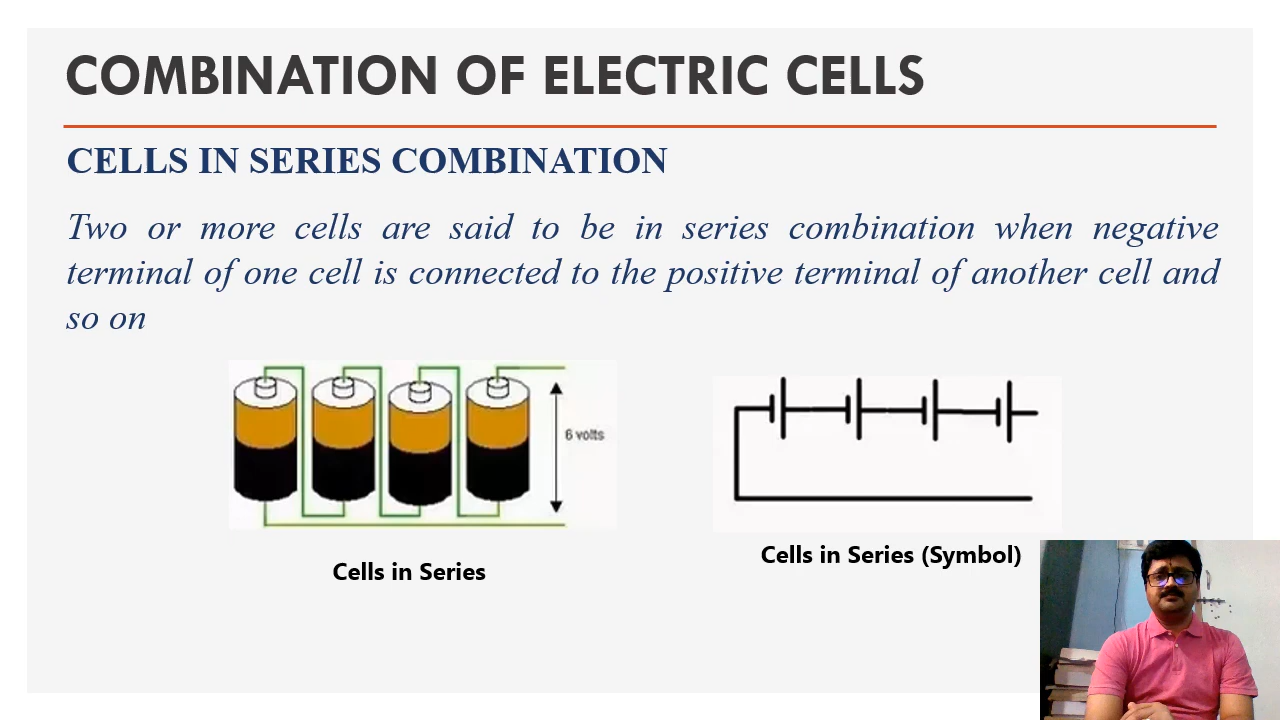 COMBINATION OF ELECTRIC CELLS
CELLS IN SERIES COMBINATION
Two or more cells are said to be in series combination when negative
terminal of one cell is connected to the positive terminal of another cell and
so on
6 volts
Cells in Series
Cells in Series (Symbol)